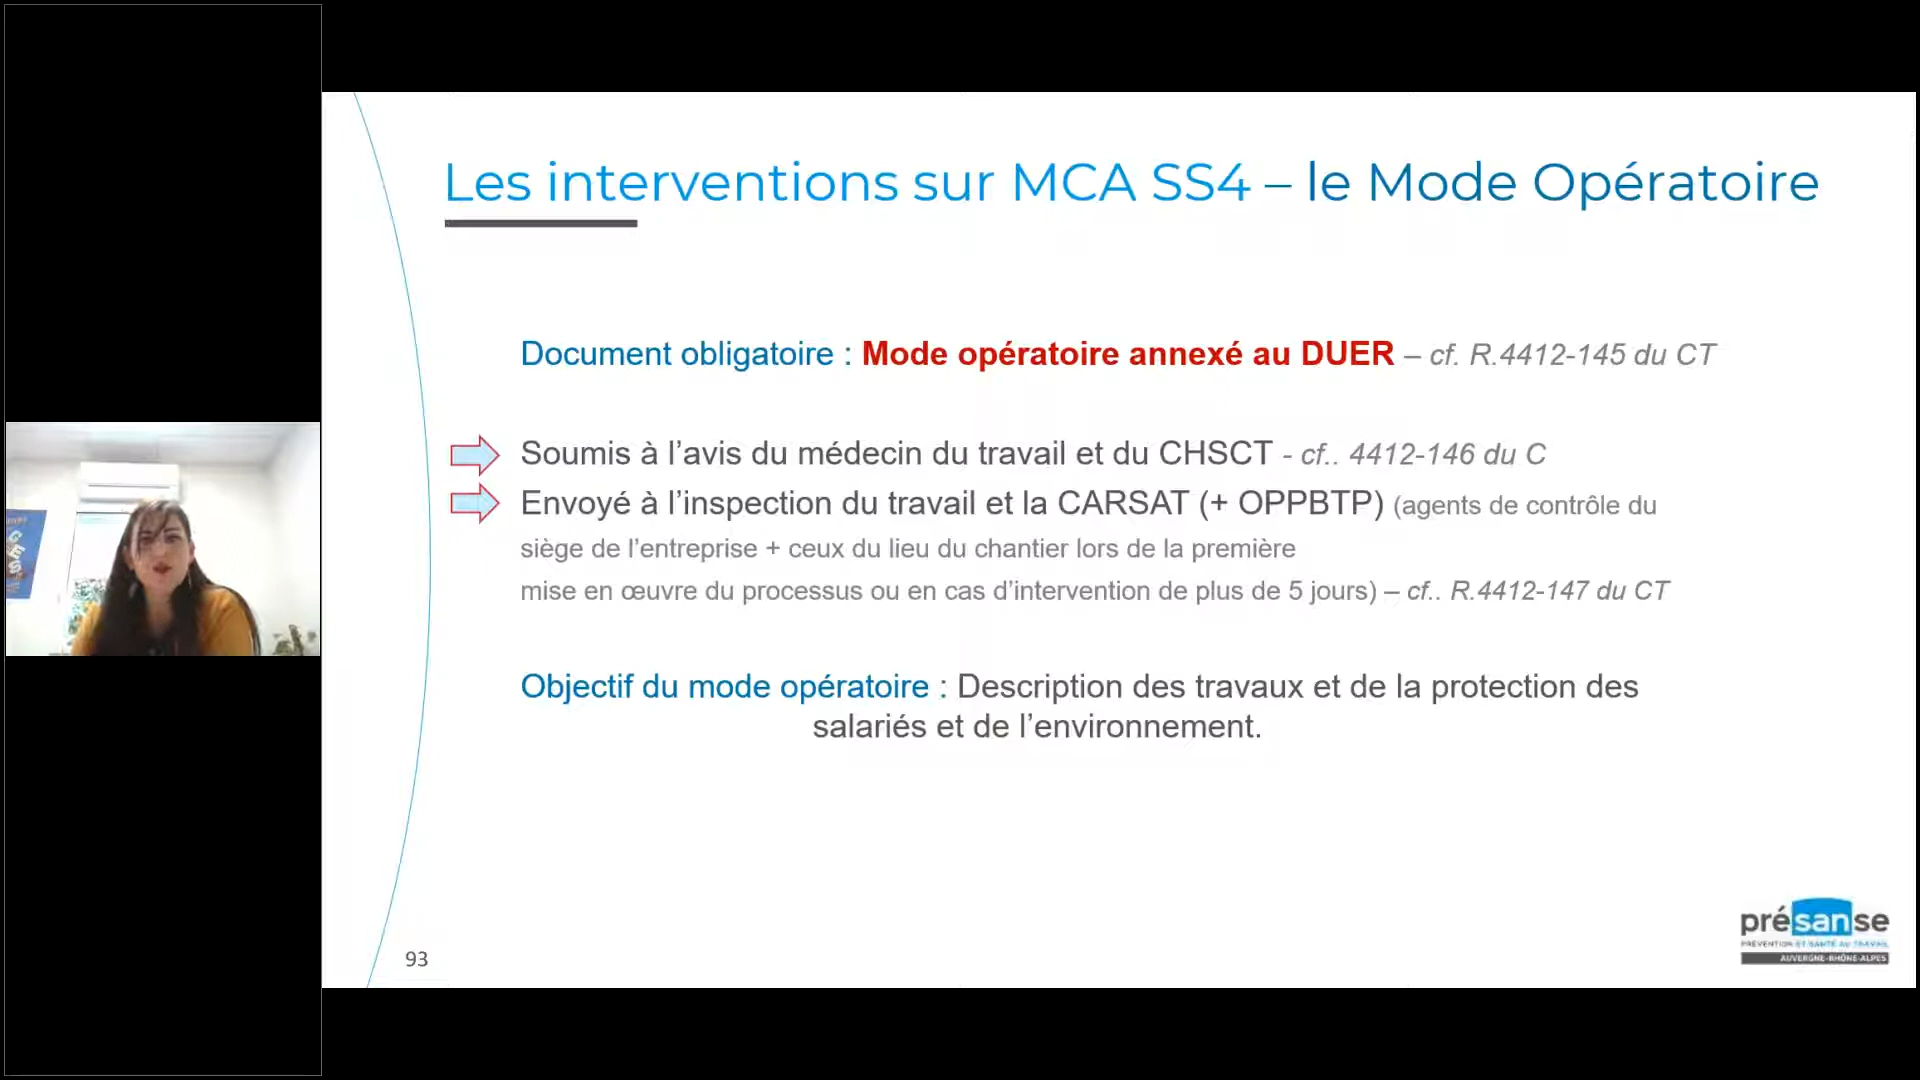 Les interventions sur MCA SS4 – le Mode Opératoire
Document obligatoire : Mode opératoire annexé au DUER – cf. R.4412-145 du CT
Soumis à l’avis du médecin du travail et du CHSCT - cf.. 4412-146 du C
Envoyé à l’inspection du travail et la CARSAT (+ OPPBTP) (agents de contrôle du
siège de l’entreprise + ceux du lieu du chantier lors de la première
mise en œuvre du processus ou en cas d’intervention de plus de 5 jours) – cf.. R.4412-147 du CT
Objectif du mode opératoire : Description des travaux et de la protection des
salariés et de l’environnement.
présanse
PRÉVENTION ET SANTÉ AU TRAVAIL
AUVERGNE-RHÔNE-ALPES
93